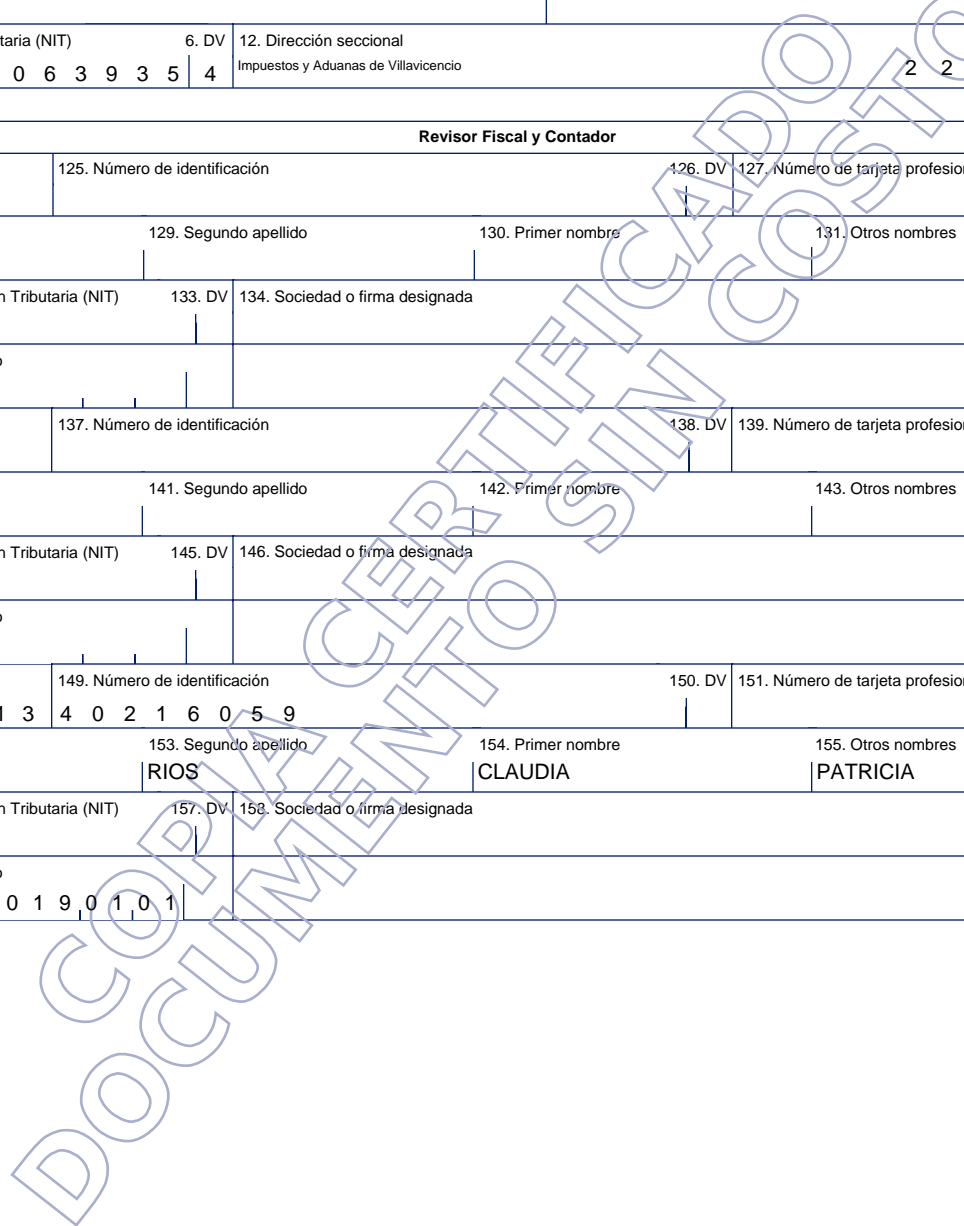 taria (NIT) 6. DV 12. Dirección seccional
0 6 3 9 3 5 4 Impuestos y Aduanas de Villavicencio 2 2
Revisor Fiscal y Contador
125. Número de identificación 126. DV 127. Número de tarjeta profesion
129. Segundo apellido 130. Primer nombre 131. Otros nombres
n Tributaria (NIT) 133. DV 134. Sociedad o firma designada
o
137. Número de identificación 138. DV 139. Número de tarjeta profesion
141. Segundo apellido 142. Primer nombre 143. Otros nombres
n Tributaria (NIT) 145. DV 146. Sociedad o firma designada
o
149. Número de identificación 150. DV 151. Número de tarjeta profesion
1 3 4 0 2 1 6 0 5 9
153. Segundo apellido 154. Primer nombre 155. Otros nombres
RIOS CLAUDIA PATRICIA
n Tributaria (NIT) 157. DV 158. Sociedad o firma designada
o
0 1 9 0 1 0 1
COPIA CERTIFICADO
DOCUMENTO SIN COSTO